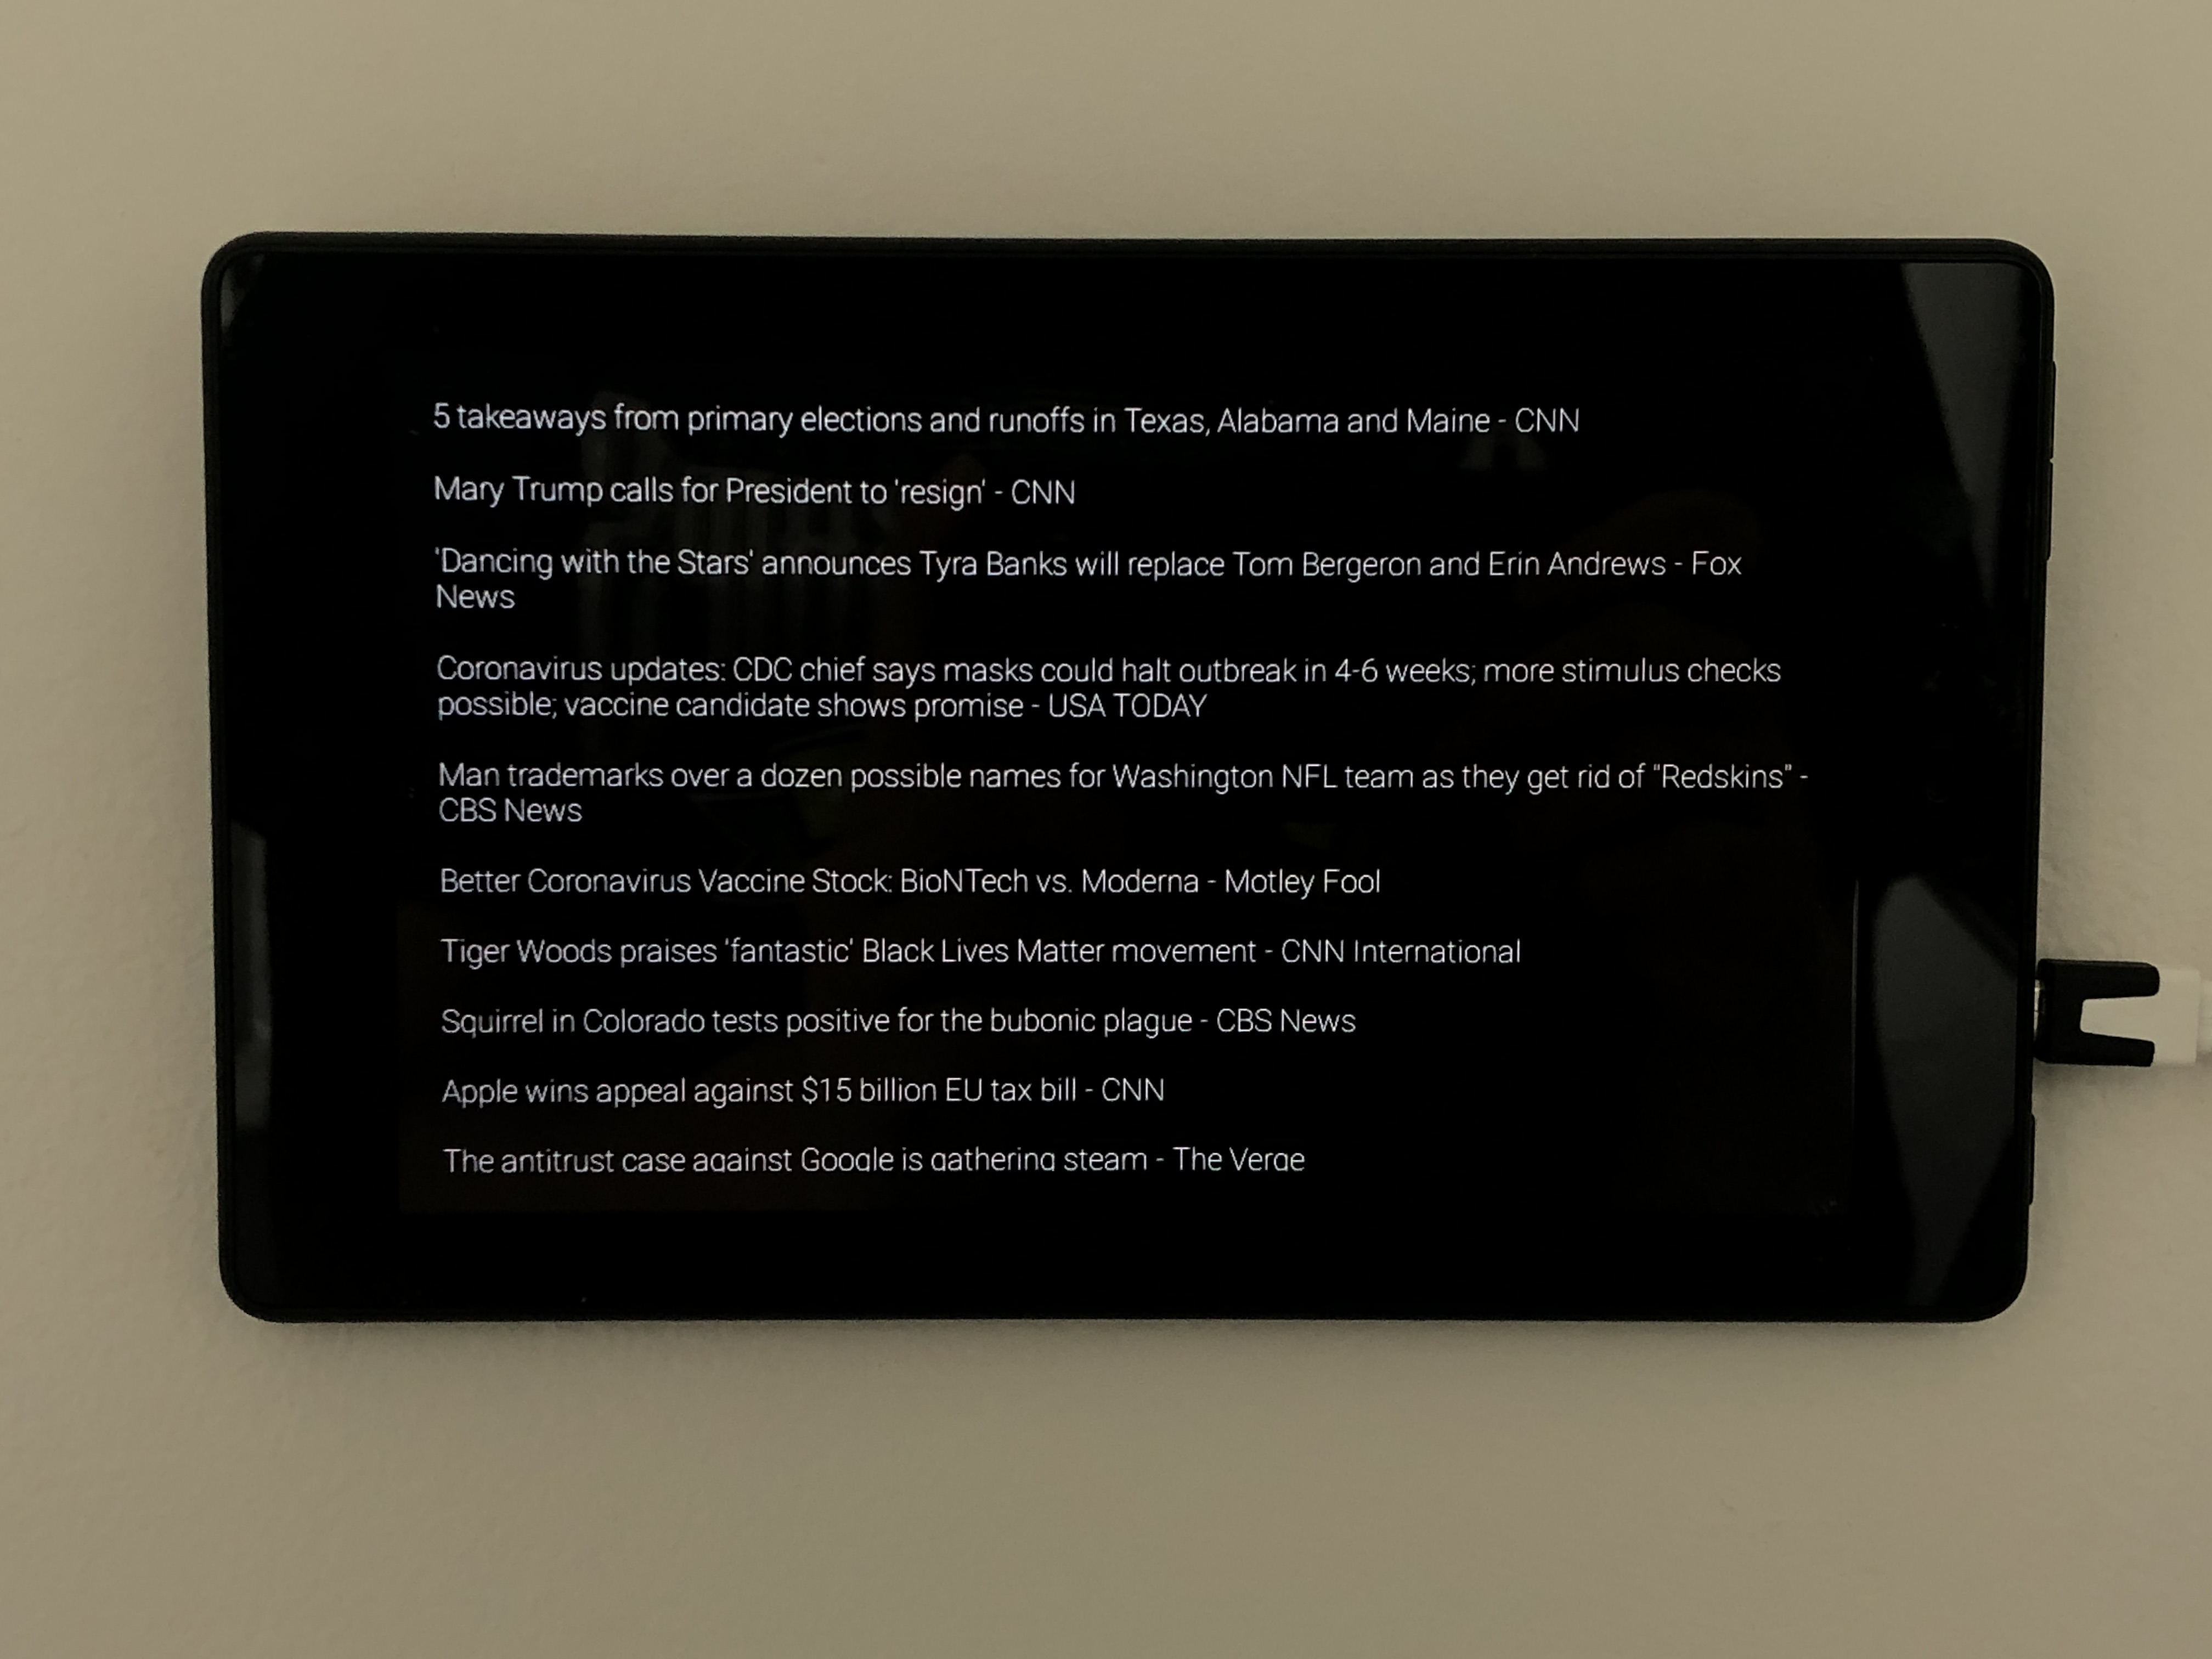 5 takeaways from primary elections and runoffs in Texas, Alabama and Maine - CNN
Mary Trump calls for President to 'resign' - CNN
'Dancing with the Stars' announces Tyra Banks will replace Tom Bergeron and Erin Andrews - Fox
News
Coronavirus updates: CDC chief says masks could halt outbreak in 4-6 weeks; more stimulus checks
possible; vaccine candidate shows promise - USA TODAY
Man trademarks over a dozen possible names for Washington NFL team as they get rid of "Redskins" -
CBS News
Better Coronavirus Vaccine Stock: BioNTech vs. Moderna - Motley Fool
Tiger Woods praises 'fantastic' Black Lives Matter movement - CNN International
Squirrel in Colorado tests positive for the bubonic plague - CBS News
Apple wins appeal against $15 billion EU tax bill - CNN
The antitrust case against Google is gathering steam - The Verge